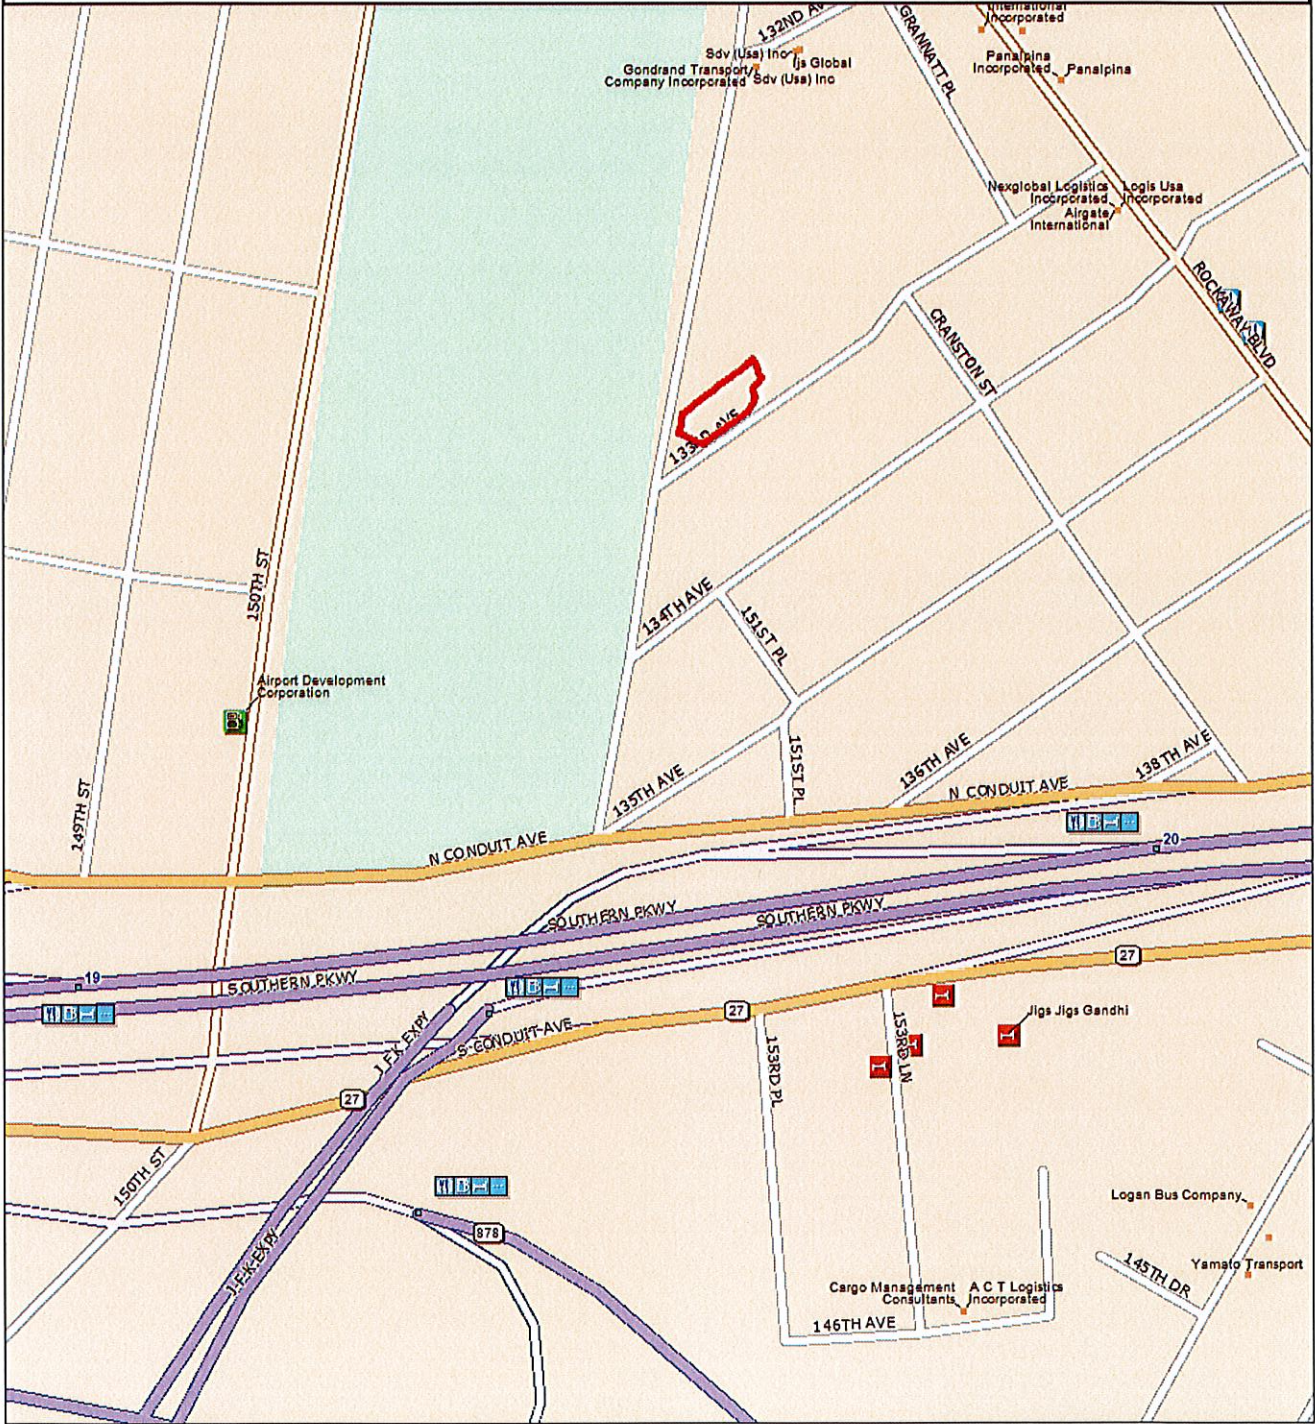 International
Incorporated
132ND AV
GRANNATT PL
Sdv (Usa) Inc
Ijs Global
Gondrand Transport
Company Incorporated
Sdv (Usa) Inc
Panalpina
Incorporated
Panalpina
Nexglobal Logistics
Incorporated
Logis Usa
Incorporated
Airgate
International
ROCKAWAY BLVD
CRANSTON ST
133RD AVE
150TH ST
134TH AVE
151ST PL
Airport Development
Corporation
149TH ST
135TH AVE
151ST PL
136TH AVE
138TH AVE
N CONDUIT AVE
N CONDUIT AVE
20
SOUTHERN PKWY
SOUTHERN PKWY
19
SOUTHERN PKWY
27
27
S CONDUIT AVE
J F K EXPY
153RD PL
153RD LN
Jigs Jigs Gandhi
27
150TH ST
J F K EXPY
878
Logan Bus Company
145TH DR
Yamato Transport
Cargo Management
Consultants
A C T Logistics
Incorporated
146TH AVE